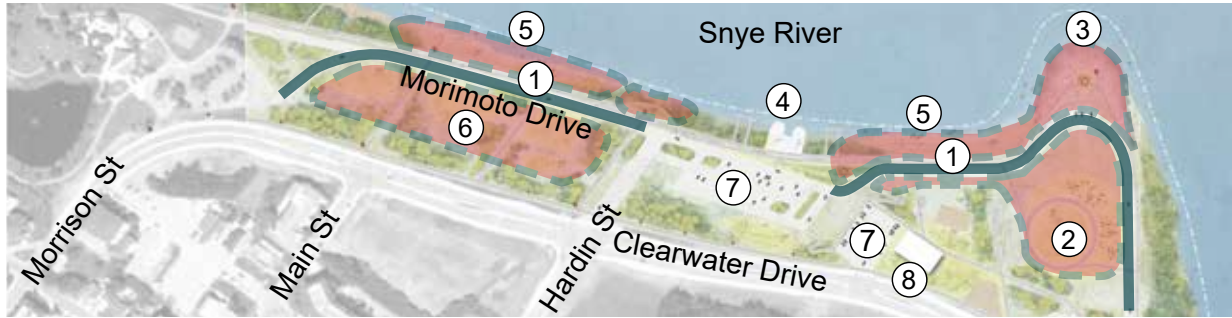 5
Snye River
3
1
Morimoto Drive
4
5
6
1
7
Morrison St
Main St
Hardin St
Clearwater Drive
7
2
8